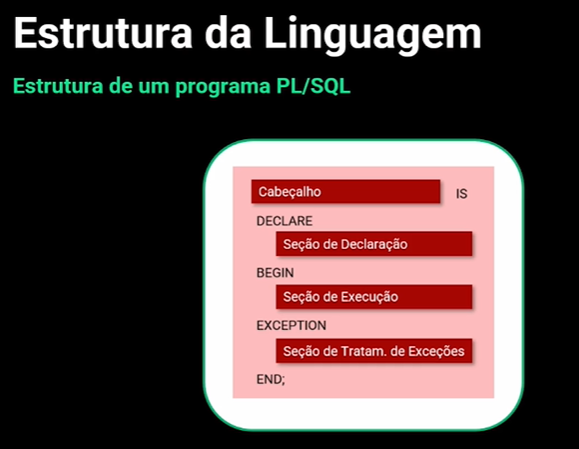 Estrutura da Linguagem
Estrutura de um programa PL/SQL
Cabeçalho IS
DECLARE
Seção de Declaração
BEGIN
Seção de Execução
EXCEPTION
Seção de Tratam. de Exceções
END;